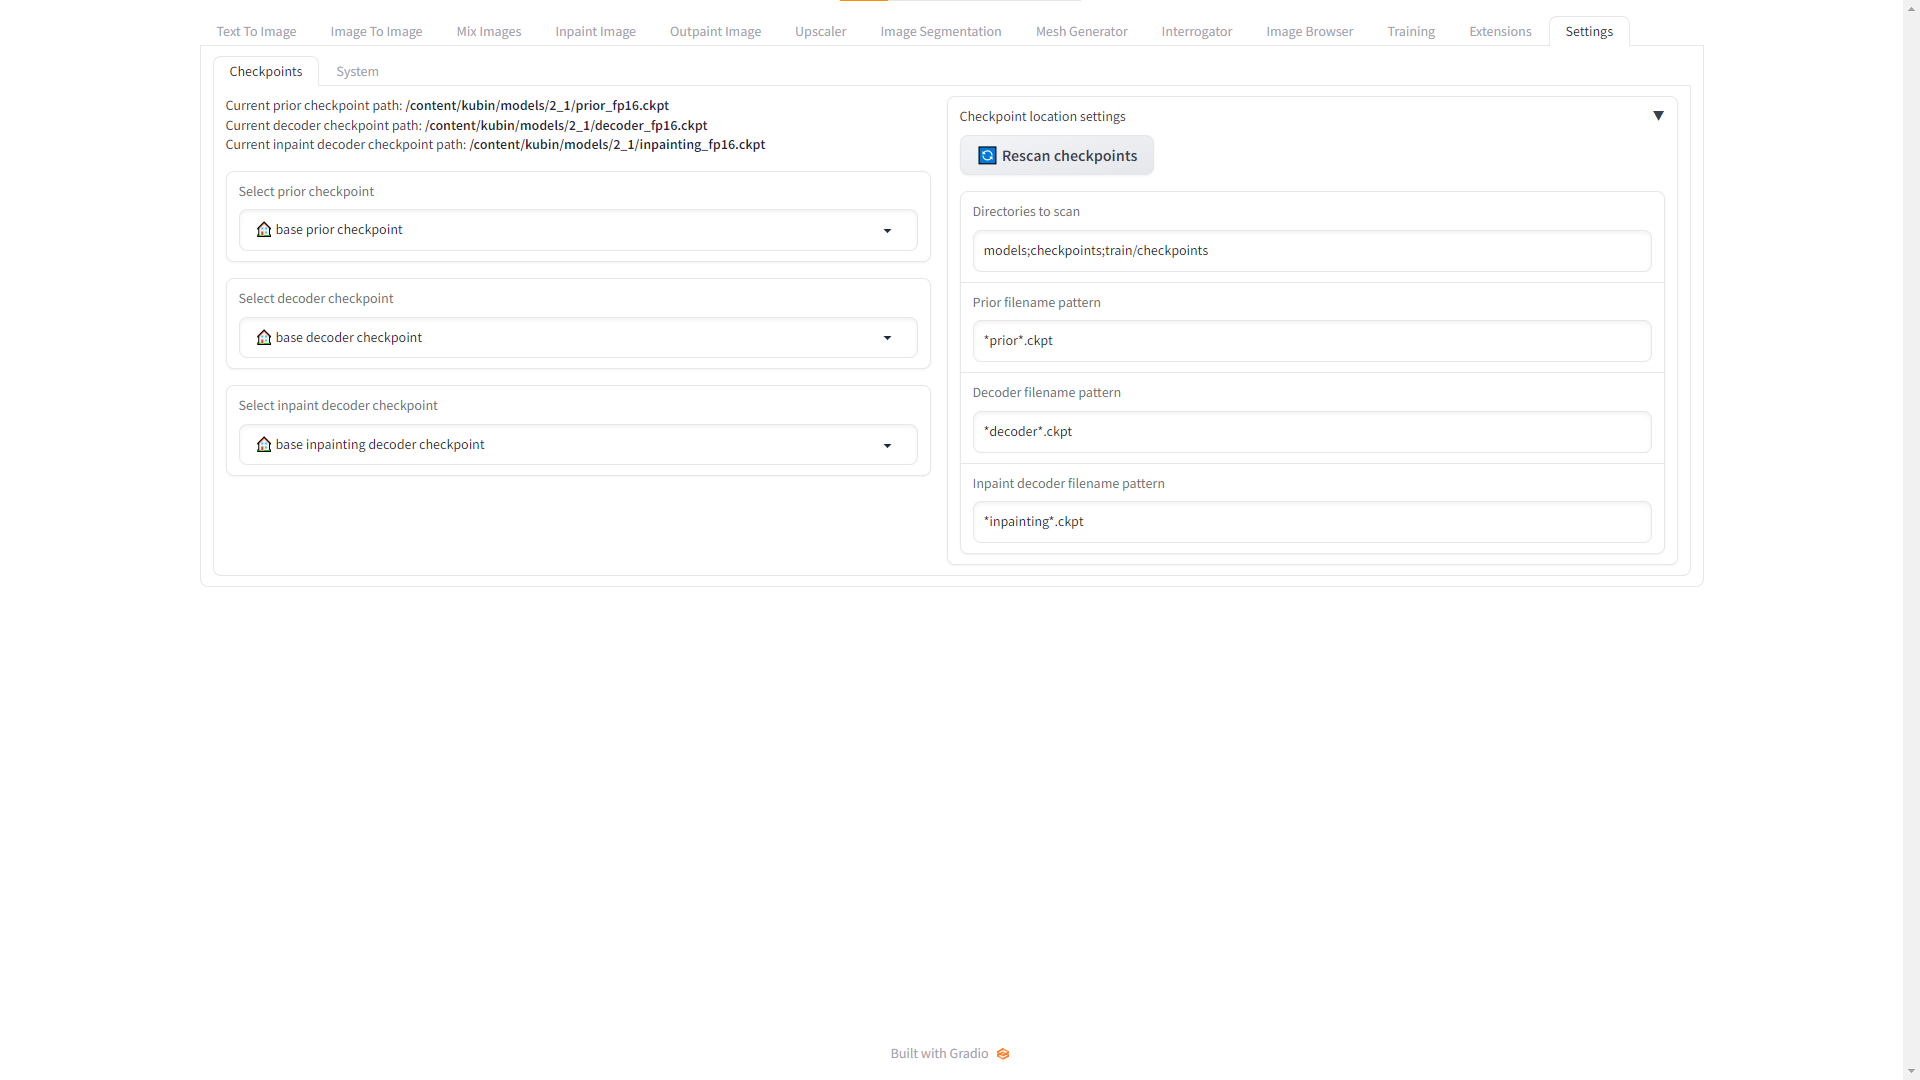 Text To Image Image To Image Mix Images Inpaint Image Outpaint Image Upscaler Image Segmentation Mesh Generator Interrogator Image Browser Training Extensions Settings
Checkpoints System
Current prior checkpoint path: /content/kubin/models/2_1/prior_fp16.ckpt
Current decoder checkpoint path: /content/kubin/models/2_1/decoder_fp16.ckpt
Current inpaint decoder checkpoint path: /content/kubin/models/2_1/inpainting_fp16.ckpt
Select prior checkpoint
base prior checkpoint
Select decoder checkpoint
base decoder checkpoint
Select inpaint decoder checkpoint
base inpainting decoder checkpoint
Checkpoint location settings
Rescan checkpoints
Directories to scan
models;checkpoints;train/checkpoints
Prior filename pattern
*prior*.ckpt
Decoder filename pattern
*decoder*.ckpt
Inpaint decoder filename pattern
*inpainting*.ckpt
Built with Gradio